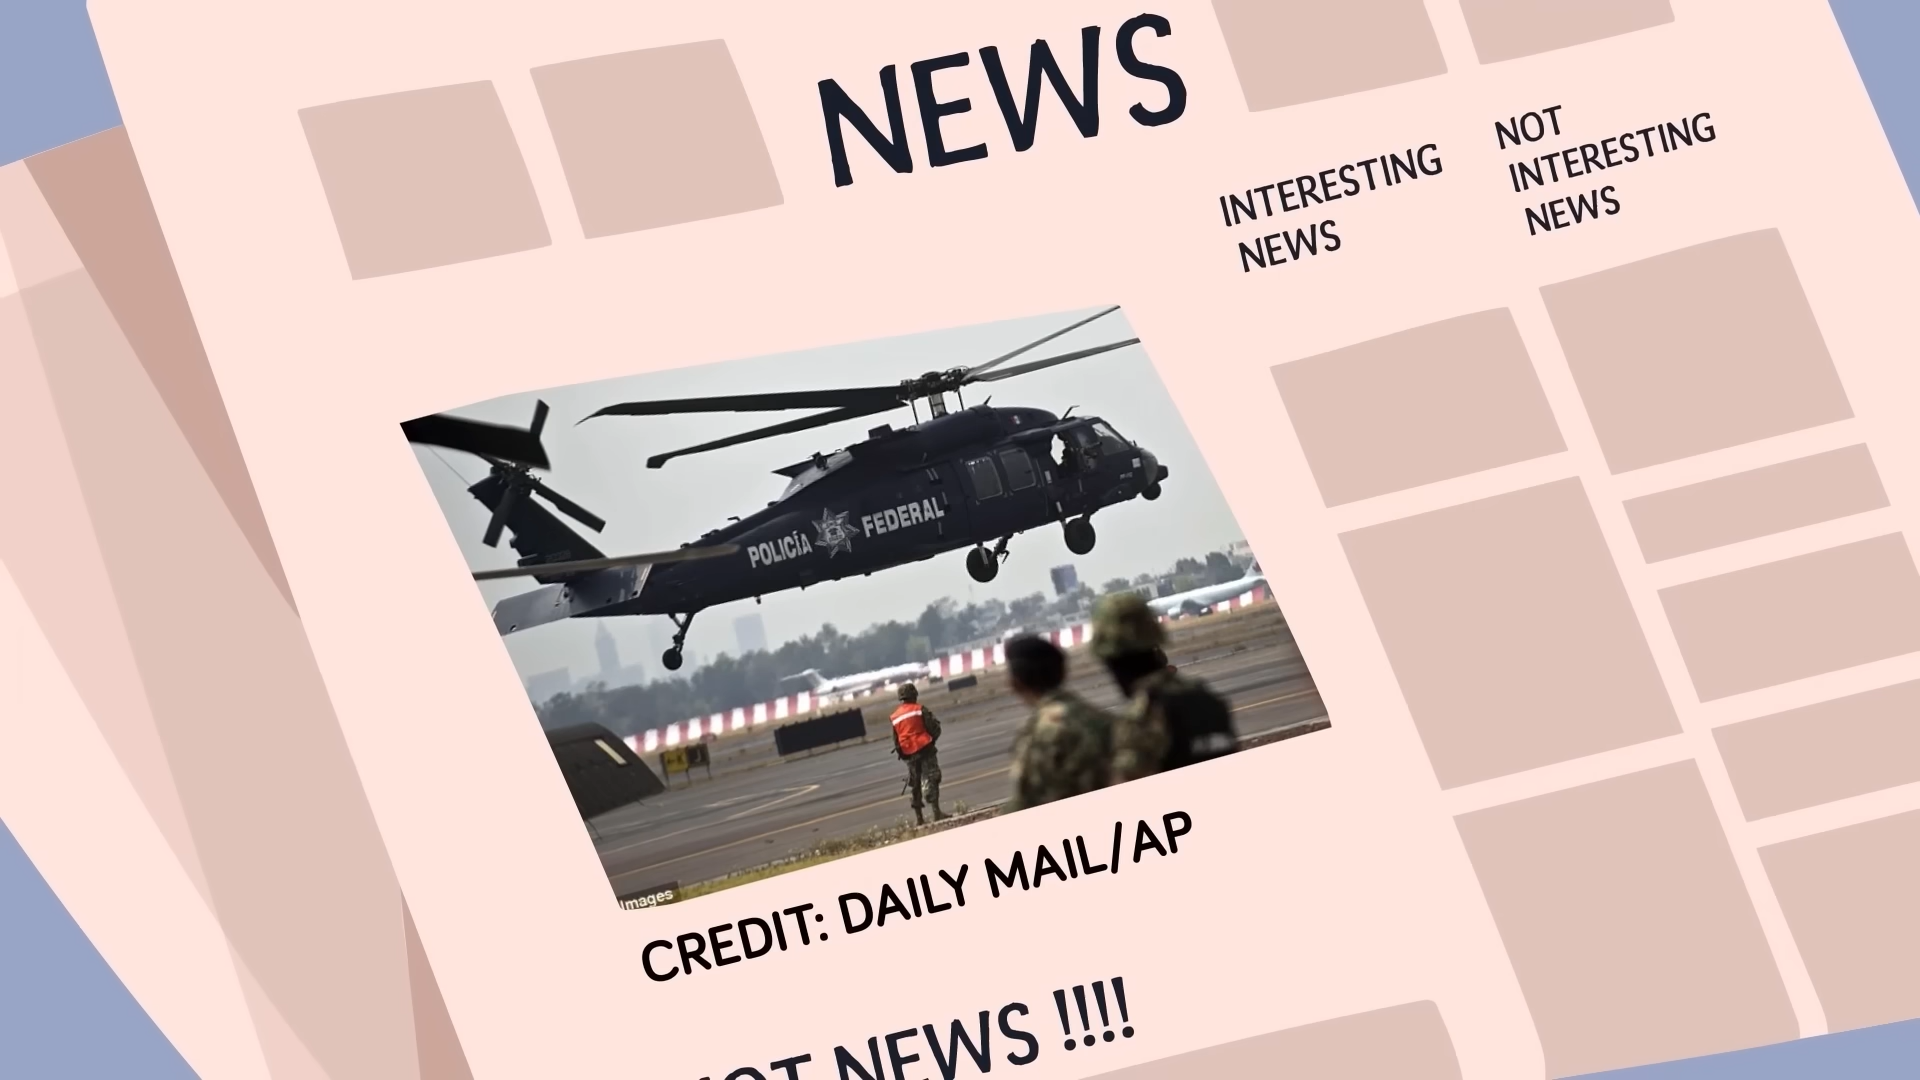 NEWS
INTERESTING
NEWS
NOT
INTERESTING
NEWS
POLICÍA FEDERAL
Images
CREDIT: DAILY MAIL/AP
NEWS !!!!